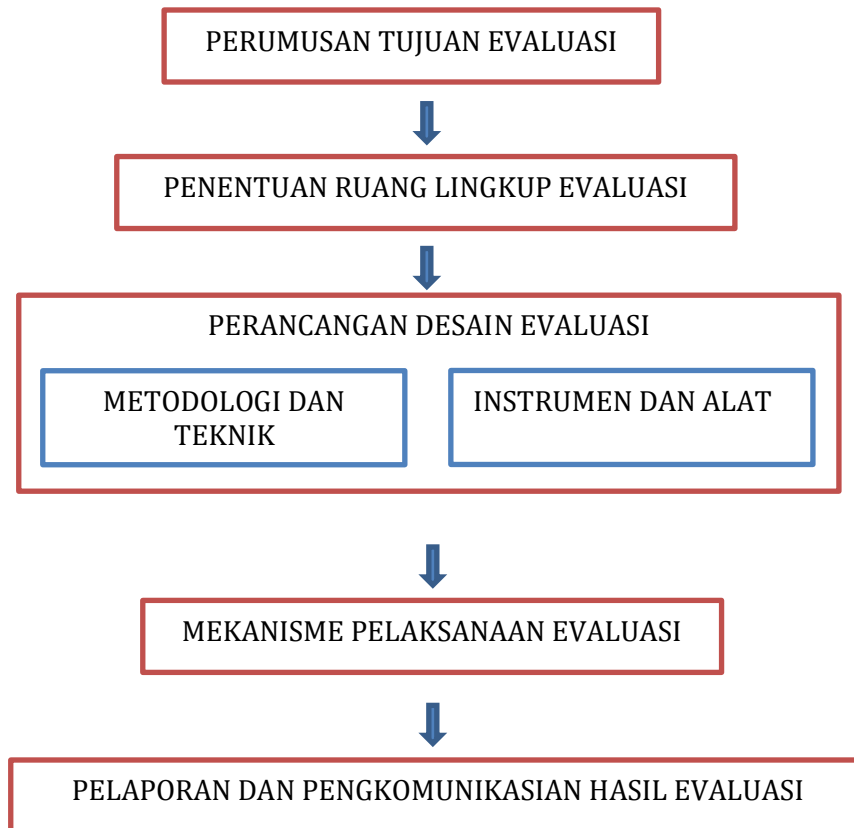 PERUMUSAN TUJUAN EVALUASI
PENENTUAN RUANG LINGKUP EVALUASI
PERANCANGAN DESAIN EVALUASI
METODOLOGI DAN
TEKNIK
INSTRUMEN DAN ALAT
MEKANISME PELAKSANAAN EVALUASI
PELAPORAN DAN PENGKOMUNIKASIAN HASIL EVALUASI